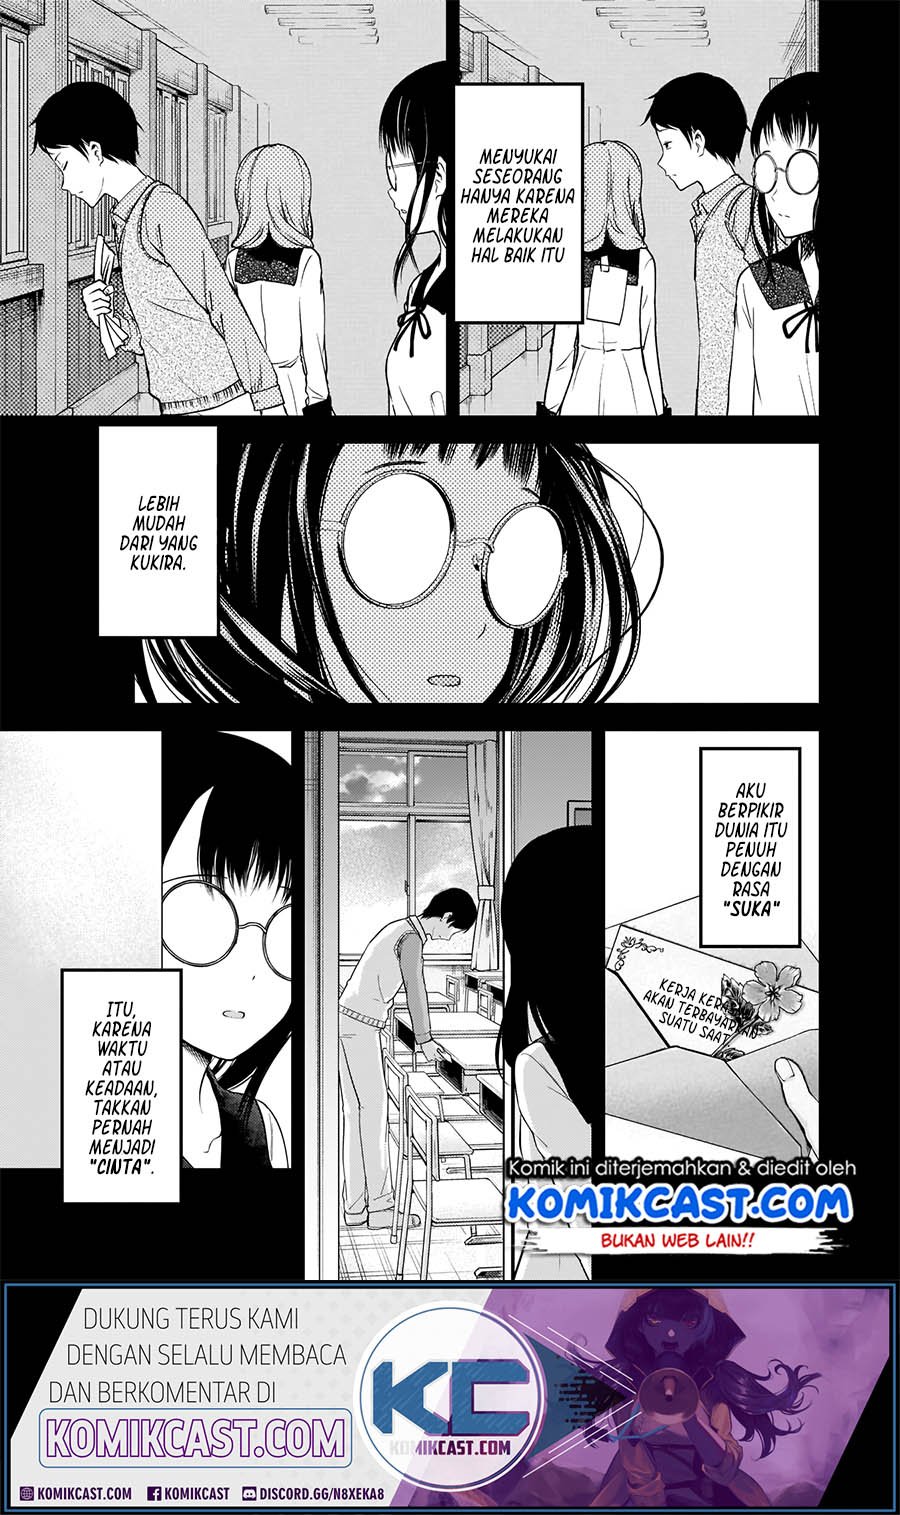 MENYUKAI
SESEORANG
HANYA KARENA
MEREKA
MELAKUKAN
HAL BAIK ITU
LEBIH
MUDAH
DARI YANG
KUKIRA.
AKU
BERPIKIR
DUNIA ITU
PENUH
DENGAN
RASA
"SUKA"
KERJA
AKAN TERBAYARKAN
SUATU SAAT
ITU,
KARENA
WAKTU
ATAU
KEADAAN,
TAKKAN
PERNAH
MENJADI
"CINTA".
Komik ini diterjemahkan & diedit oleh
KOMIKCAST.COM
BUKAN WEB LAIN!!
DUKUNG TERUS KAMI
DENGAN SELALU MEMBACA
DAN BERKOMENTAR DI
KOMIKCAST.COM
KC
KOMIKCAST.COM
KOMIKCAST.COM KOMIKCAST DISCORD.GG/N8XEKA8